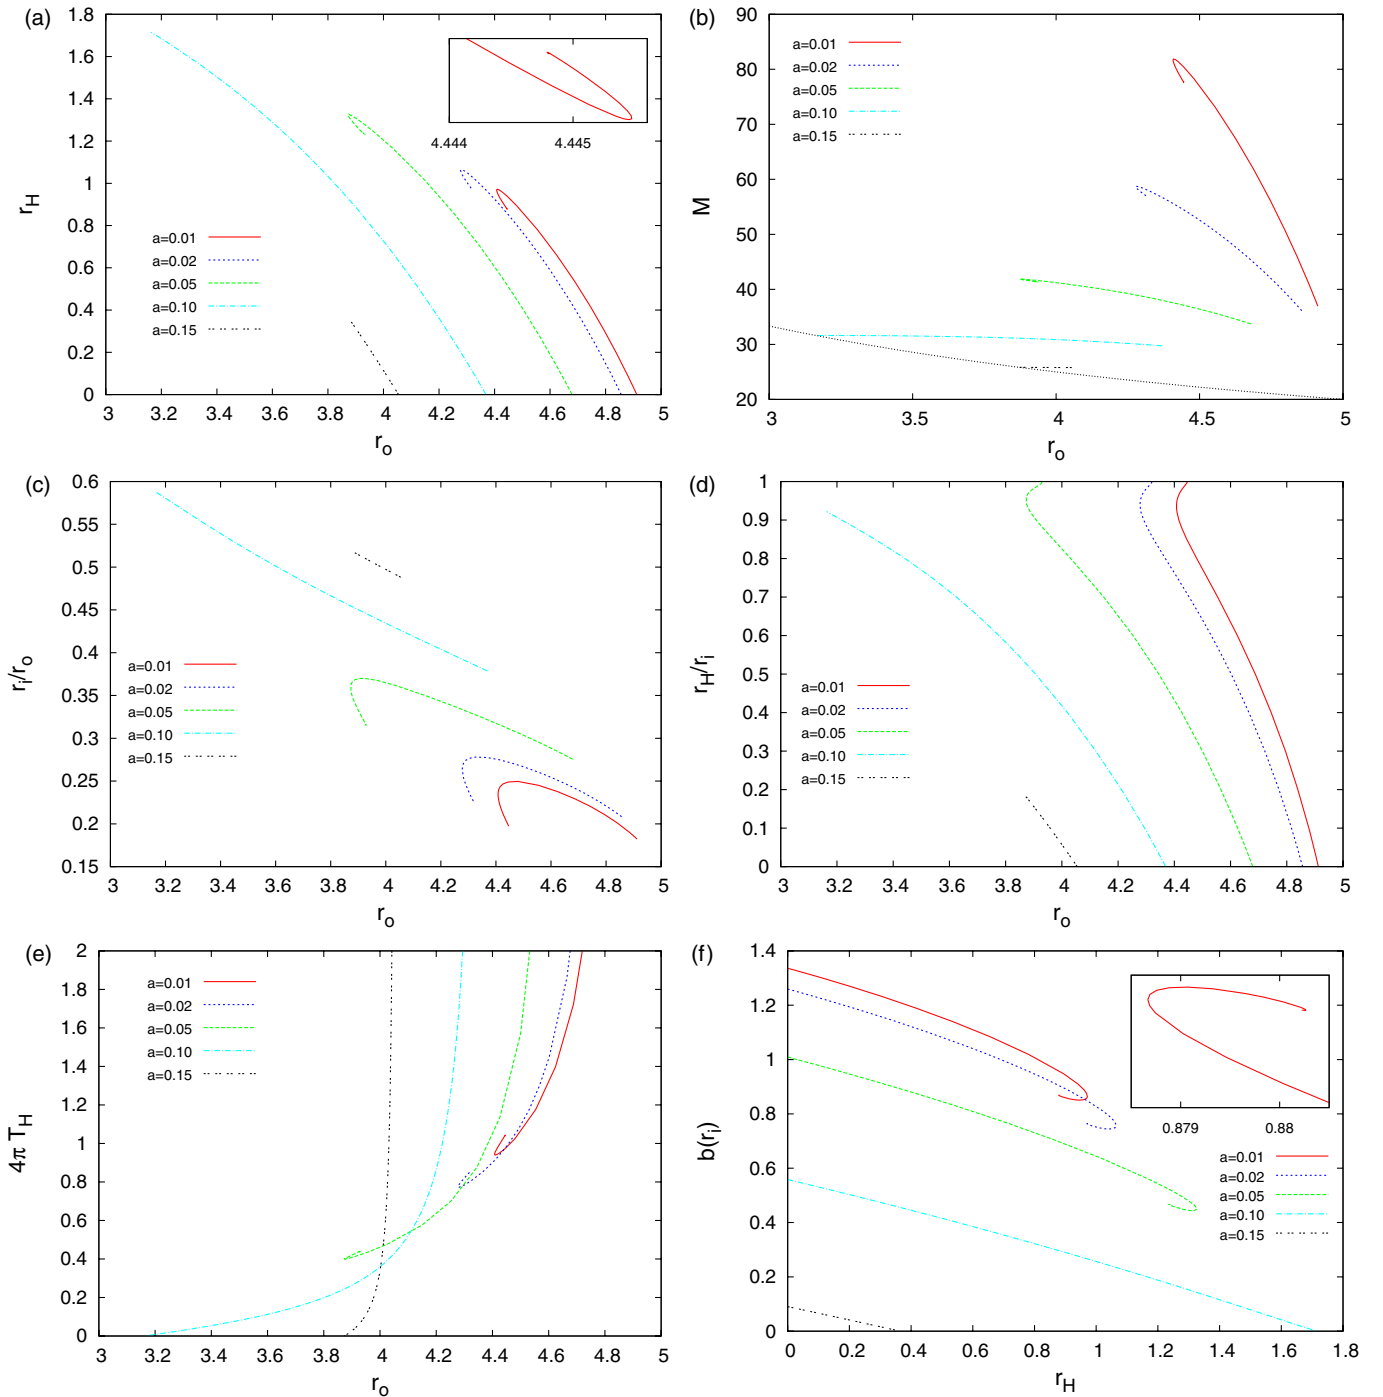 (a)
1.8
1.6
1.4
1.2
1
0.8
0.6
0.4
0.2
0
r_H
4.444 4.445
a=0.01
a=0.02
a=0.05
a=0.10
a=0.15
3 3.2 3.4 3.6 3.8 4 4.2 4.4 4.6 4.8 5
r_o
(b)
90
80
70
60
50
40
30
20
M
a=0.01
a=0.02
a=0.05
a=0.10
a=0.15
3 3.5 4 4.5 5
r_o
(c)
0.6
0.55
0.5
0.45
0.4
0.35
0.3
0.25
0.2
0.15
r_i/r_o
a=0.01
a=0.02
a=0.05
a=0.10
a=0.15
3 3.2 3.4 3.6 3.8 4 4.2 4.4 4.6 4.8 5
r_o
(d)
1
0.9
0.8
0.7
0.6
0.5
0.4
0.3
0.2
0.1
0
r_H/r_i
a=0.01
a=0.02
a=0.05
a=0.10
a=0.15
3 3.2 3.4 3.6 3.8 4 4.2 4.4 4.6 4.8 5
r_o
(e)
2
1.8
1.6
1.4
1.2
1
0.8
0.6
0.4
0.2
0
4π T_H
a=0.01
a=0.02
a=0.05
a=0.10
a=0.15
3 3.2 3.4 3.6 3.8 4 4.2 4.4 4.6 4.8 5
r_o
(f)
1.4
1.2
1
0.8
0.6
0.4
0.2
0
b(r_i)
0.879 0.88
a=0.01
a=0.02
a=0.05
a=0.10
a=0.15
0 0.2 0.4 0.6 0.8 1 1.2 1.4 1.6 1.8
r_H